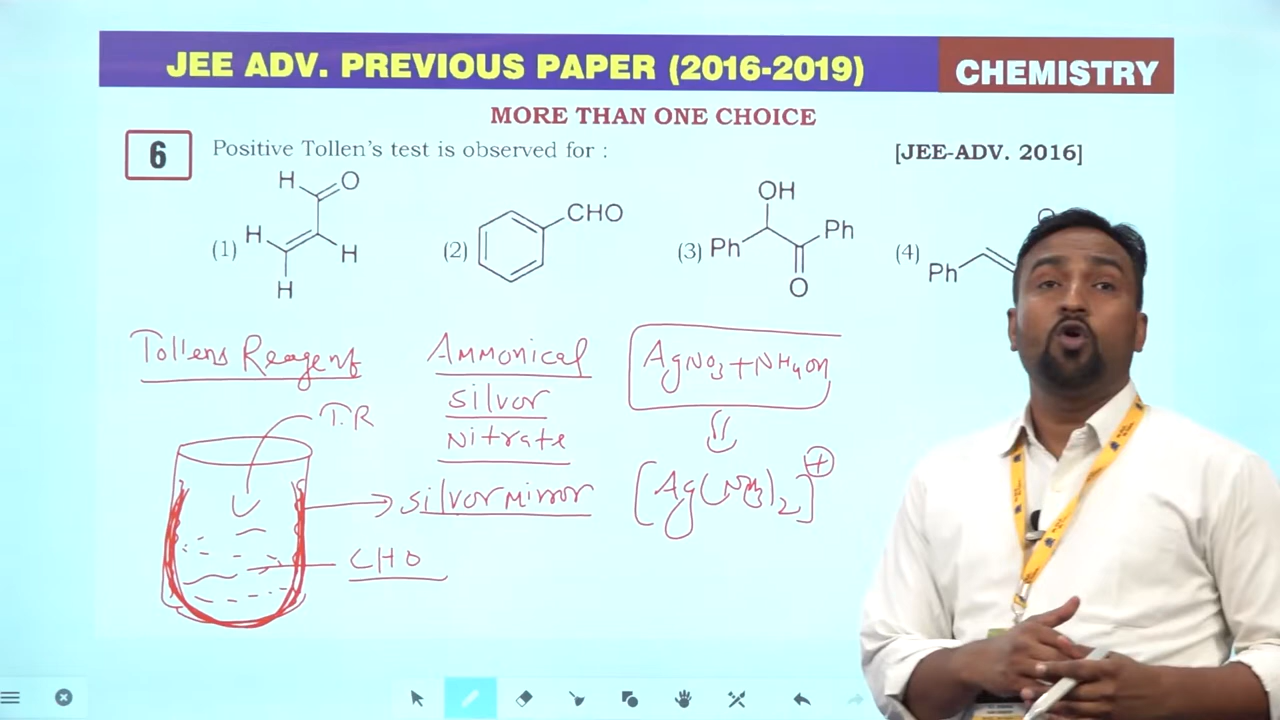 JEE ADV. PREVIOUS PAPER (2016-2019)
CHEMISTRY
MORE THAN ONE CHOICE
6
Positive Tollen's test is observed for :
[JEE-ADV. 2016]
(1)
H
O
H
H
H
(2)
CHO
(3)
OH
Ph
Ph
O
(4)
Ph
O
Tollens Reagent
Ammonical
silvor
Nitrate
AgNO3 + NH4OH
T.R
silvor mirror
[Ag(NH3)2]+
CHO